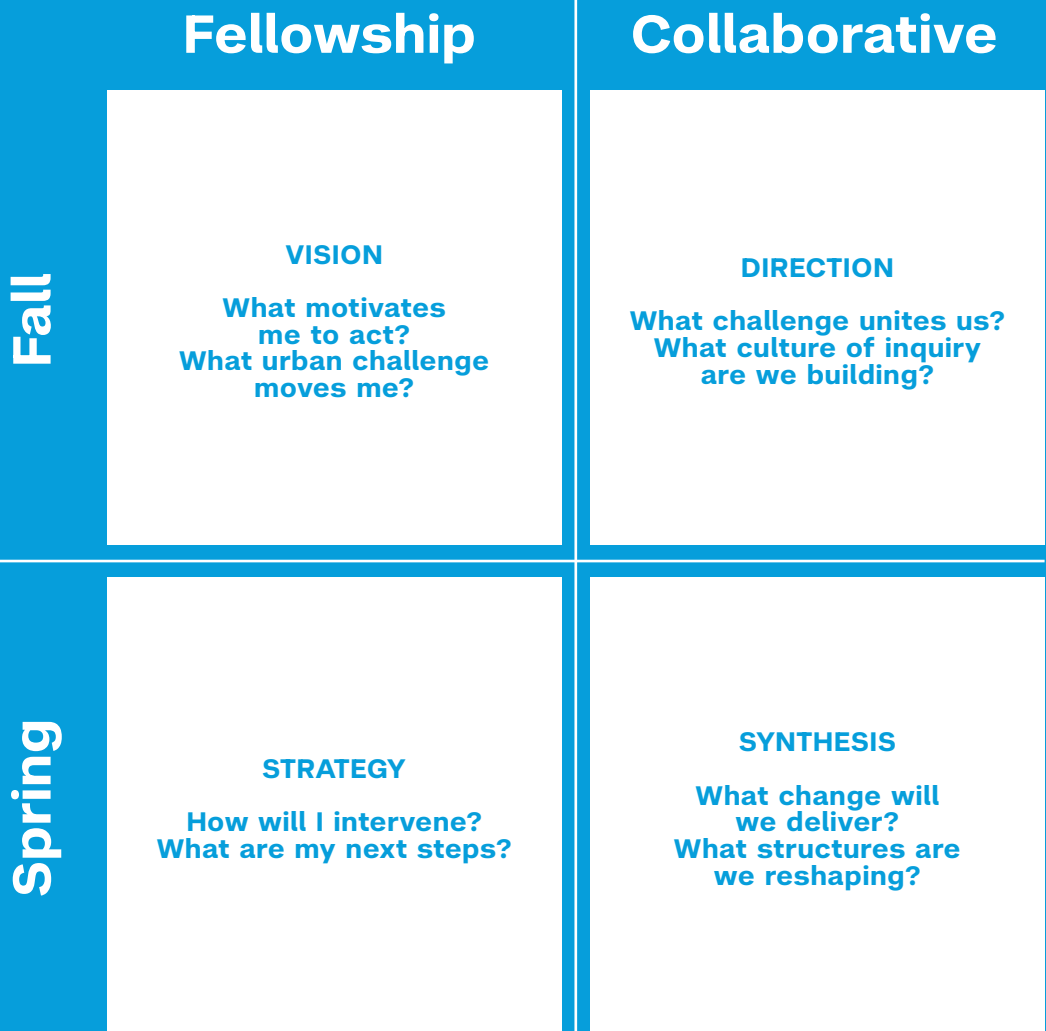 Fellowship
Collaborative
Fall
VISION
What motivates
me to act?
What urban challenge
moves me?
DIRECTION
What challenge unites us?
What culture of inquiry
are we building?
Spring
STRATEGY
How will I intervene?
What are my next steps?
SYNTHESIS
What change will
we deliver?
What structures are
we reshaping?